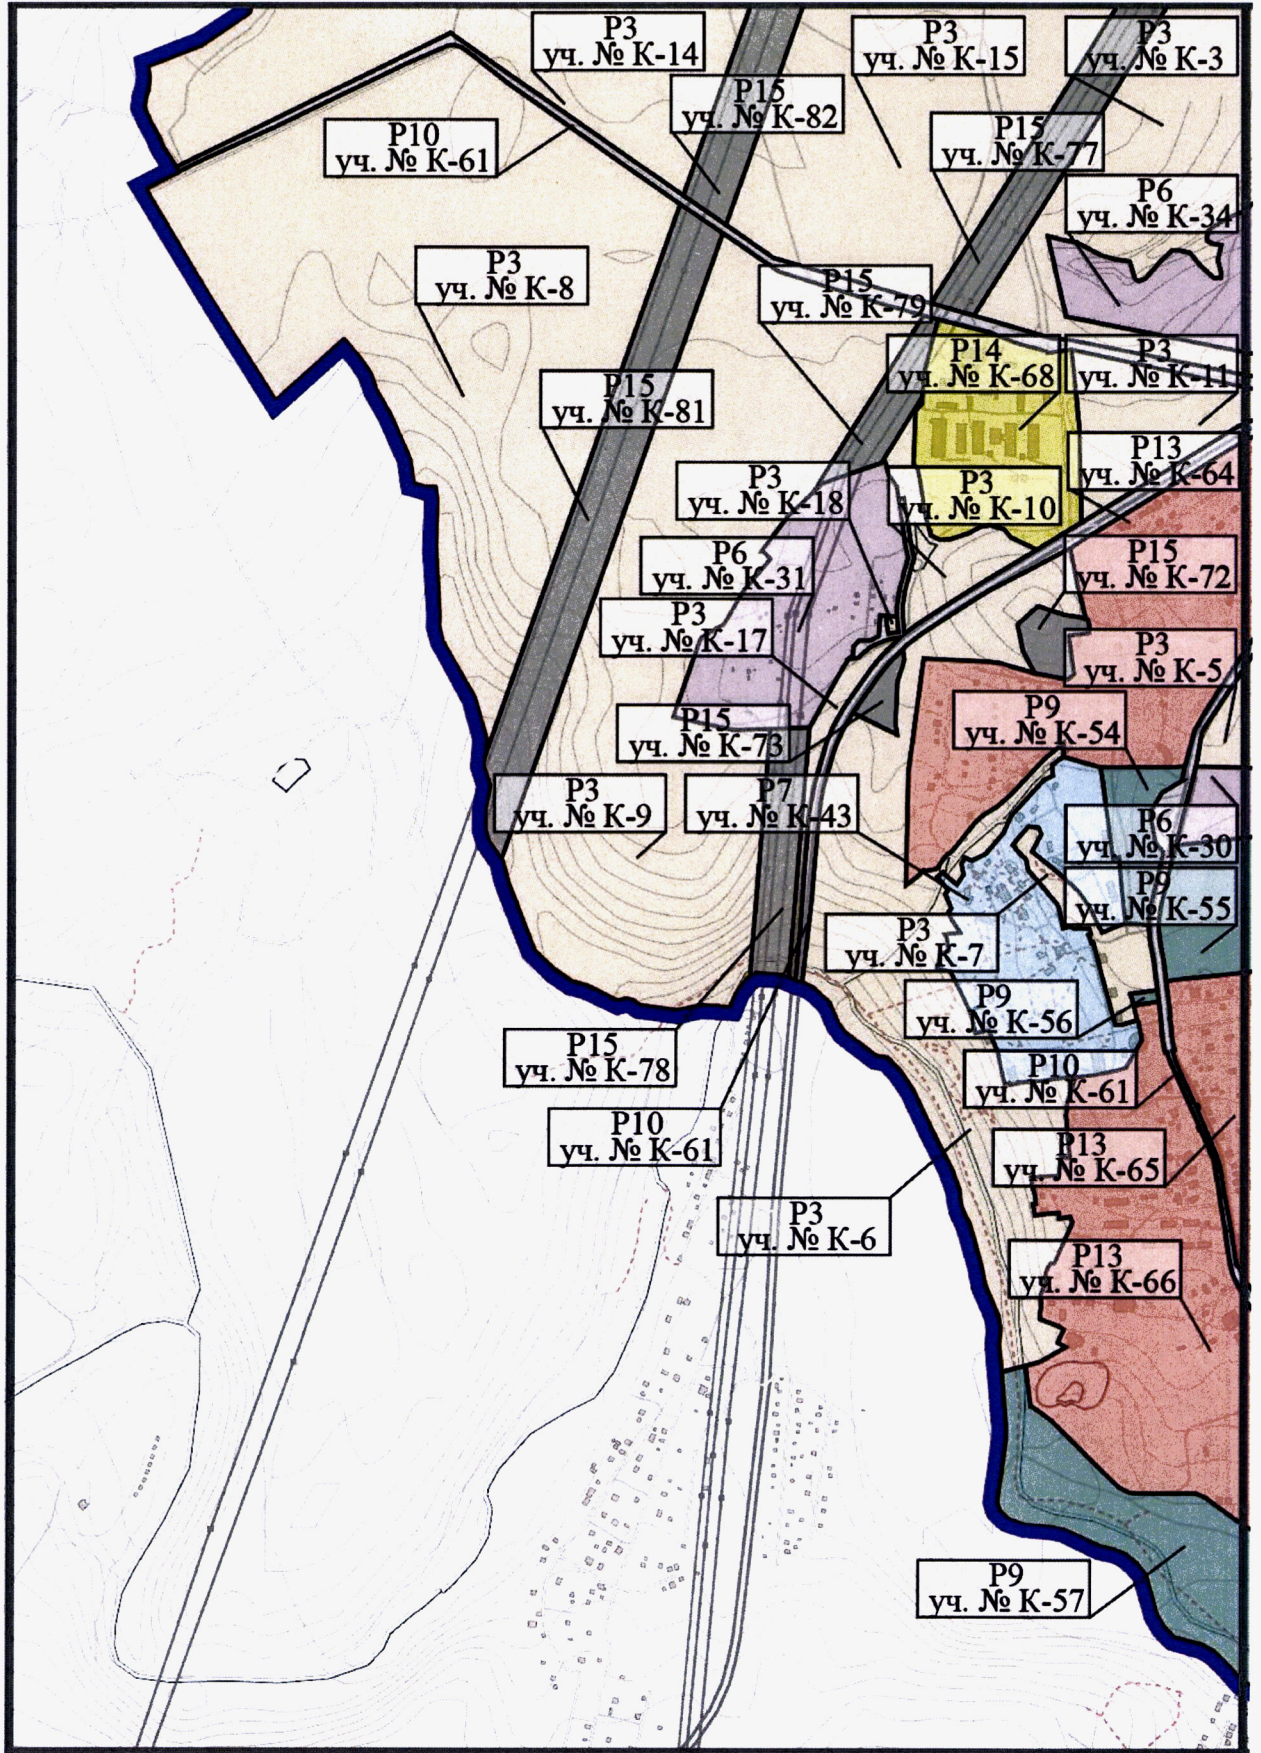 Р3
уч. № К-14
Р3
уч. № К-15
Р3
уч. № К-3
Р15
уч. № К-82
Р10
уч. № К-61
Р15
уч. № К-77
Р6
уч. № К-34
Р3
уч. № К-8
Р15
уч. № К-79
Р14
уч. № К-68
Р3
уч. № К-11
Р15
уч. № К-81
Р13
уч. № К-64
Р3
уч. № К-18
Р3
уч. № К-10
Р6
уч. № К-31
Р15
уч. № К-72
Р3
уч. № К-17
Р3
уч. № К-5
Р9
уч. № К-54
Р15
уч. № К-73
Р3
уч. № К-9
Р7
уч. № К-43
Р6
уч. № К-30
Р9
уч. № К-55
Р3
уч. № К-7
Р9
уч. № К-56
Р15
уч. № К-78
Р10
уч. № К-61
Р10
уч. № К-61
Р13
уч. № К-65
Р3
уч. № К-6
Р13
уч. № К-66
Р9
уч. № К-57